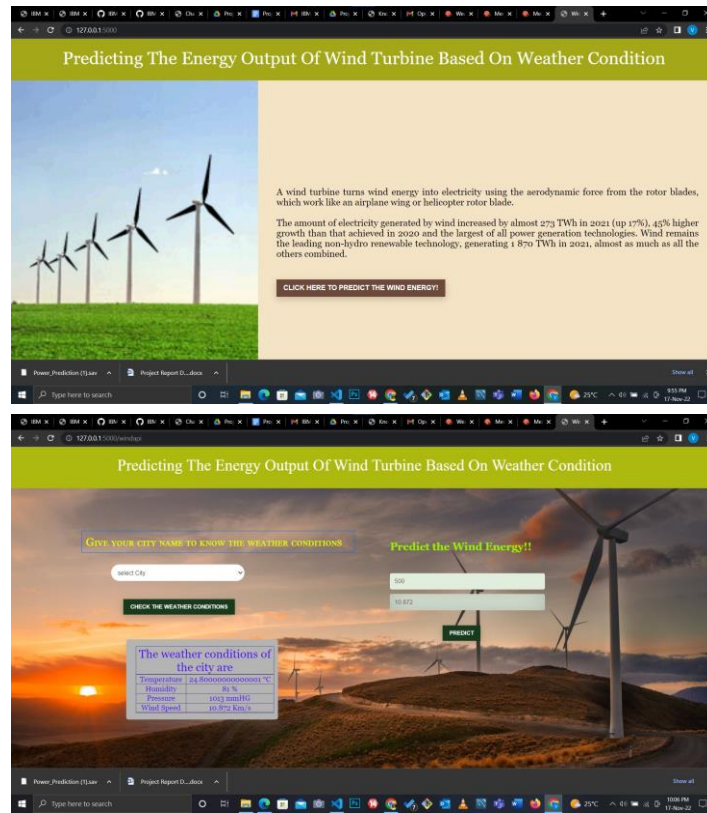 127.0.0.1:5000
Predicting The Energy Output Of Wind Turbine Based On Weather Condition
A wind turbine turns wind energy into electricity using the aerodynamic force from the rotor blades,
which work like an airplane wing or helicopter rotor blade.
The amount of electricity generated by wind increased by almost 273 TWh in 2021 (up 17%), 45% higher
growth than that achieved in 2020 and the largest of all power generation technologies. Wind remains
the leading non-hydro renewable technology, generating 1 870 TWh in 2021, almost as much as all the
others combined.
CLICK HERE TO PREDICT THE WIND ENERGY!
Power_Prediction (1).sav
Project Report D....docx
Show all
Type here to search
25°C
9:55 PM
17-Nov-22
127.0.0.1:5000/windapi
Predicting The Energy Output Of Wind Turbine Based On Weather Condition
Give your city name to know the weather conditions
Predict the Wind Energy!!
select City
500
10.872
CHECK THE WEATHER CONDITIONS
PREDICT
The weather conditions of
the city are
Temperature 24.80000000000001 °C
Humidity 81 %
Pressure 1013 mmHG
Wind Speed 10.872 Km/s
Power_Prediction (1).sav
Project Report D....docx
Show all
Type here to search
25°C
10:06 PM
17-Nov-22